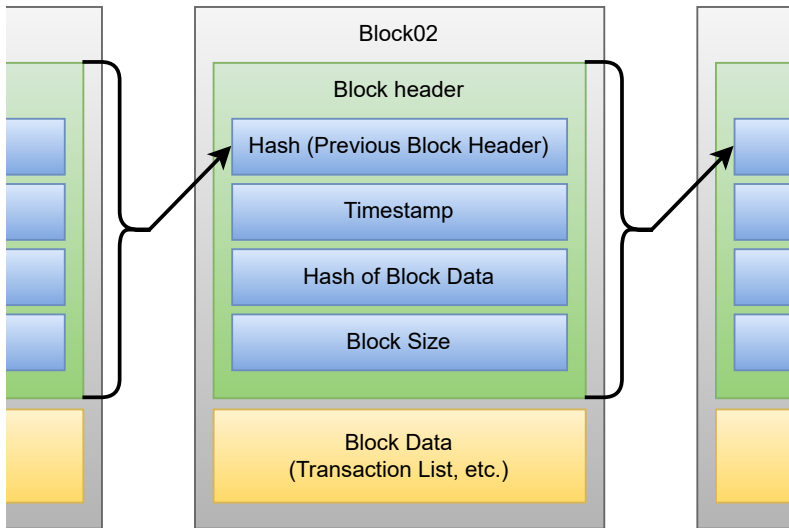 Block02
Block header
Hash (Previous Block Header)
Timestamp
Hash of Block Data
Block Size
Block Data
(Transaction List, etc.)